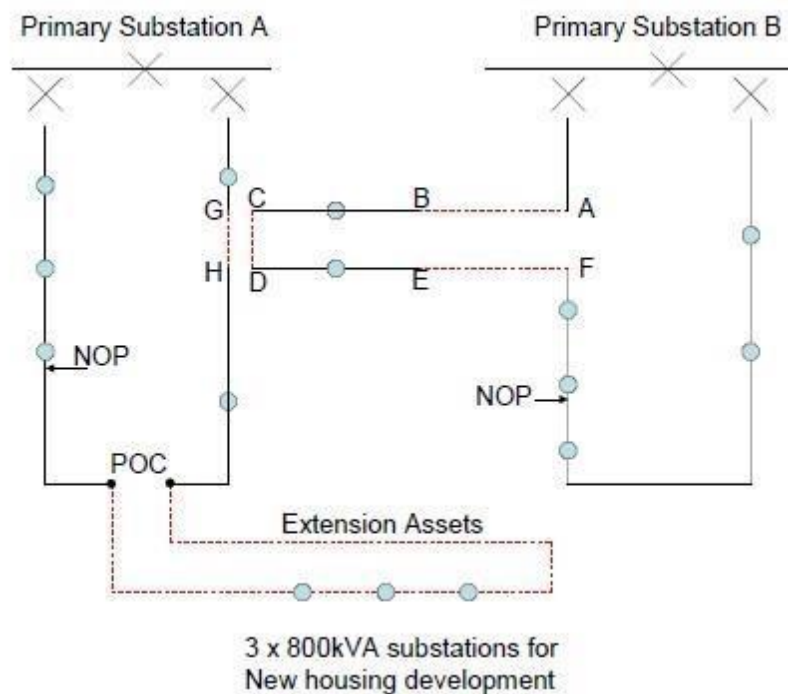 Primary Substation A
Primary Substation B
G
C
B
A
H
D
E
F
NOP
NOP
POC
Extension Assets
3 x 800kVA substations for
New housing development